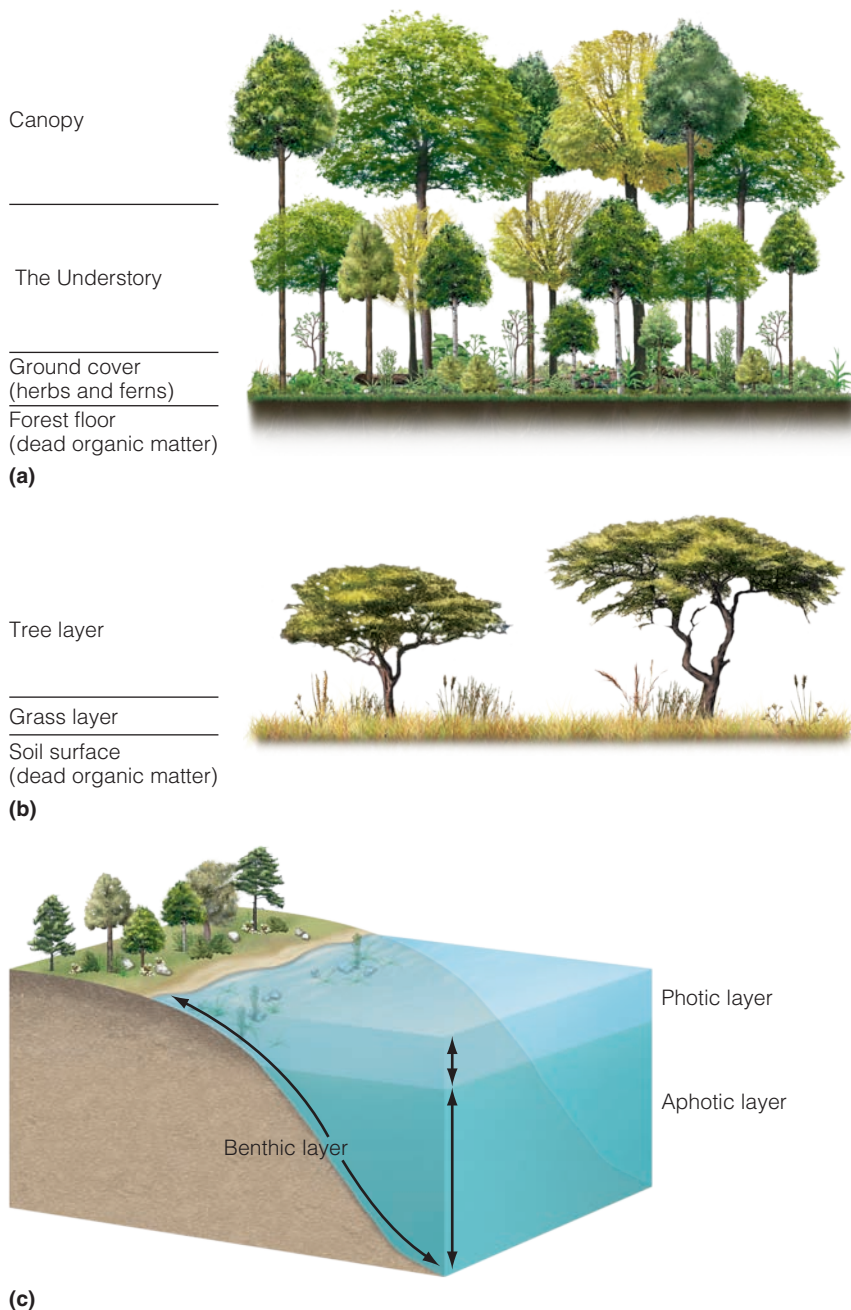 Canopy
The Understory
Ground cover
(herbs and ferns)
Forest floor
(dead organic matter)
(a)
Tree layer
Grass layer
Soil surface
(dead organic matter)
(b)
Photic layer
Aphotic layer
Benthic layer
(c)